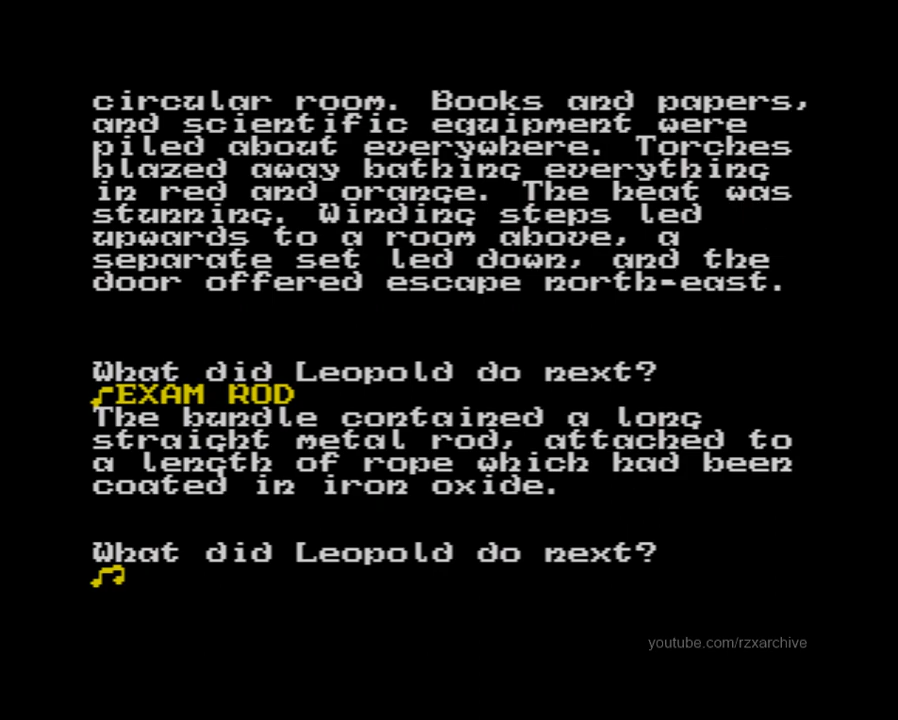 circular room. Books and papers,
and scientific equipment were
piled about everywhere. Torches
blazed away bathing everything
in red and orange. The heat was
stunning. Winding steps led
upwards to a room above, a
separate set led down, and the
door offered escape north-east.
What did Leopold do next?
EXAM ROD
The bundle contained a long
straight metal rod, attached to
a length of rope which had been
coated in iron oxide.
What did Leopold do next?
youtube.com/rzxarchive